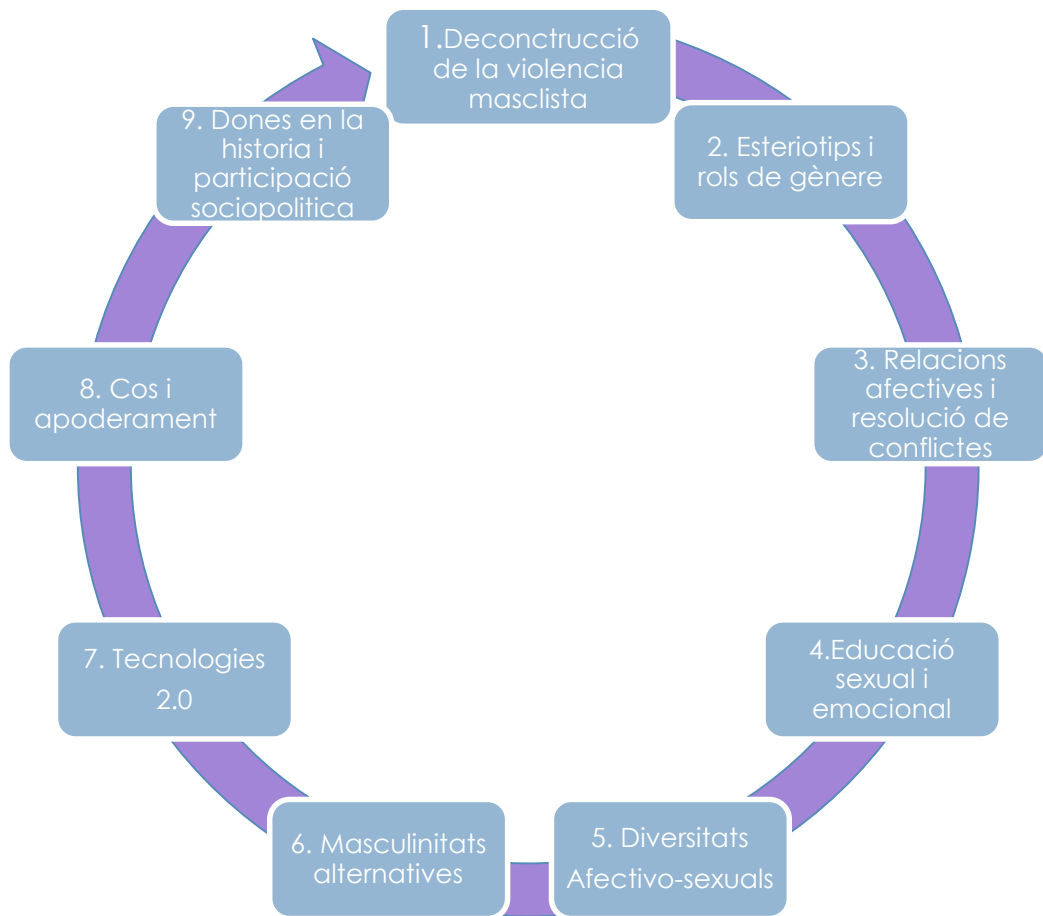 1.Deconctrucció
de la violencia
masclista
2. Esteriotips i
rols de gènere
3. Relacions
afectives i
resolució de
conflictes
4.Educació
sexual i
emocional
5. Diversitats
Afectivo-sexuals
6. Masculinitats
alternatives
7. Tecnologies
2.0
8. Cos i
apoderament
9. Dones en la
historia i
participació
sociopolitica